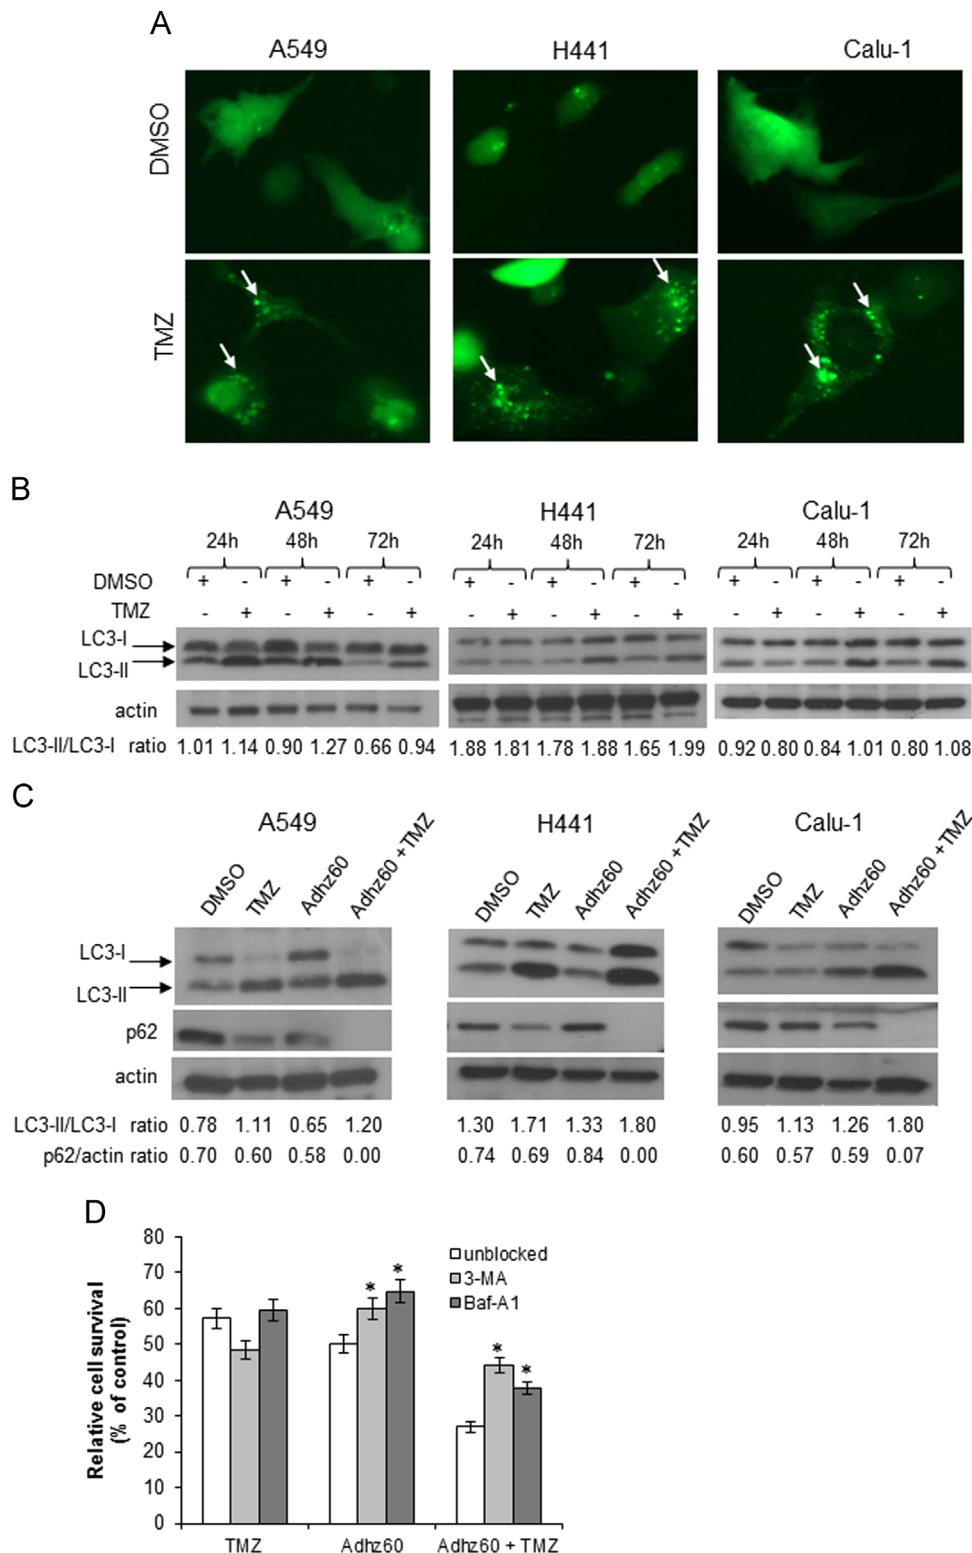 A
A549 H441 Calu-1
DMSO
TMZ
B
A549 H441 Calu-1
24h 48h 72h 24h 48h 72h 24h 48h 72h
DMSO + - + - + - + - + - + - + - + - + -
TMZ - + - + - + - + - + - + - + - + - +
LC3-I
LC3-II
actin
LC3-II/LC3-I ratio 1.01 1.14 0.90 1.27 0.66 0.94 1.88 1.81 1.78 1.88 1.65 1.99 0.92 0.80 0.84 1.01 0.80 1.08
C
A549 H441 Calu-1
DMSO TMZ Adhz60 Adhz60 +TMZ DMSO TMZ Adhz60 Adhz60 +TMZ DMSO TMZ Adhz60 Adhz60 +TMZ
LC3-I
LC3-II
p62
actin
LC3-II/LC3-I ratio 0.78 1.11 0.65 1.20 1.30 1.71 1.33 1.80 0.95 1.13 1.26 1.80
p62/actin ratio 0.70 0.60 0.58 0.00 0.74 0.69 0.84 0.00 0.60 0.57 0.59 0.07
D
Relative cell survival
(% of control)
80
70
60
50
40
30
20
10
0
unblocked
3-MA
Baf-A1
* *
* *
TMZ Adhz60 Adhz60 + TMZ